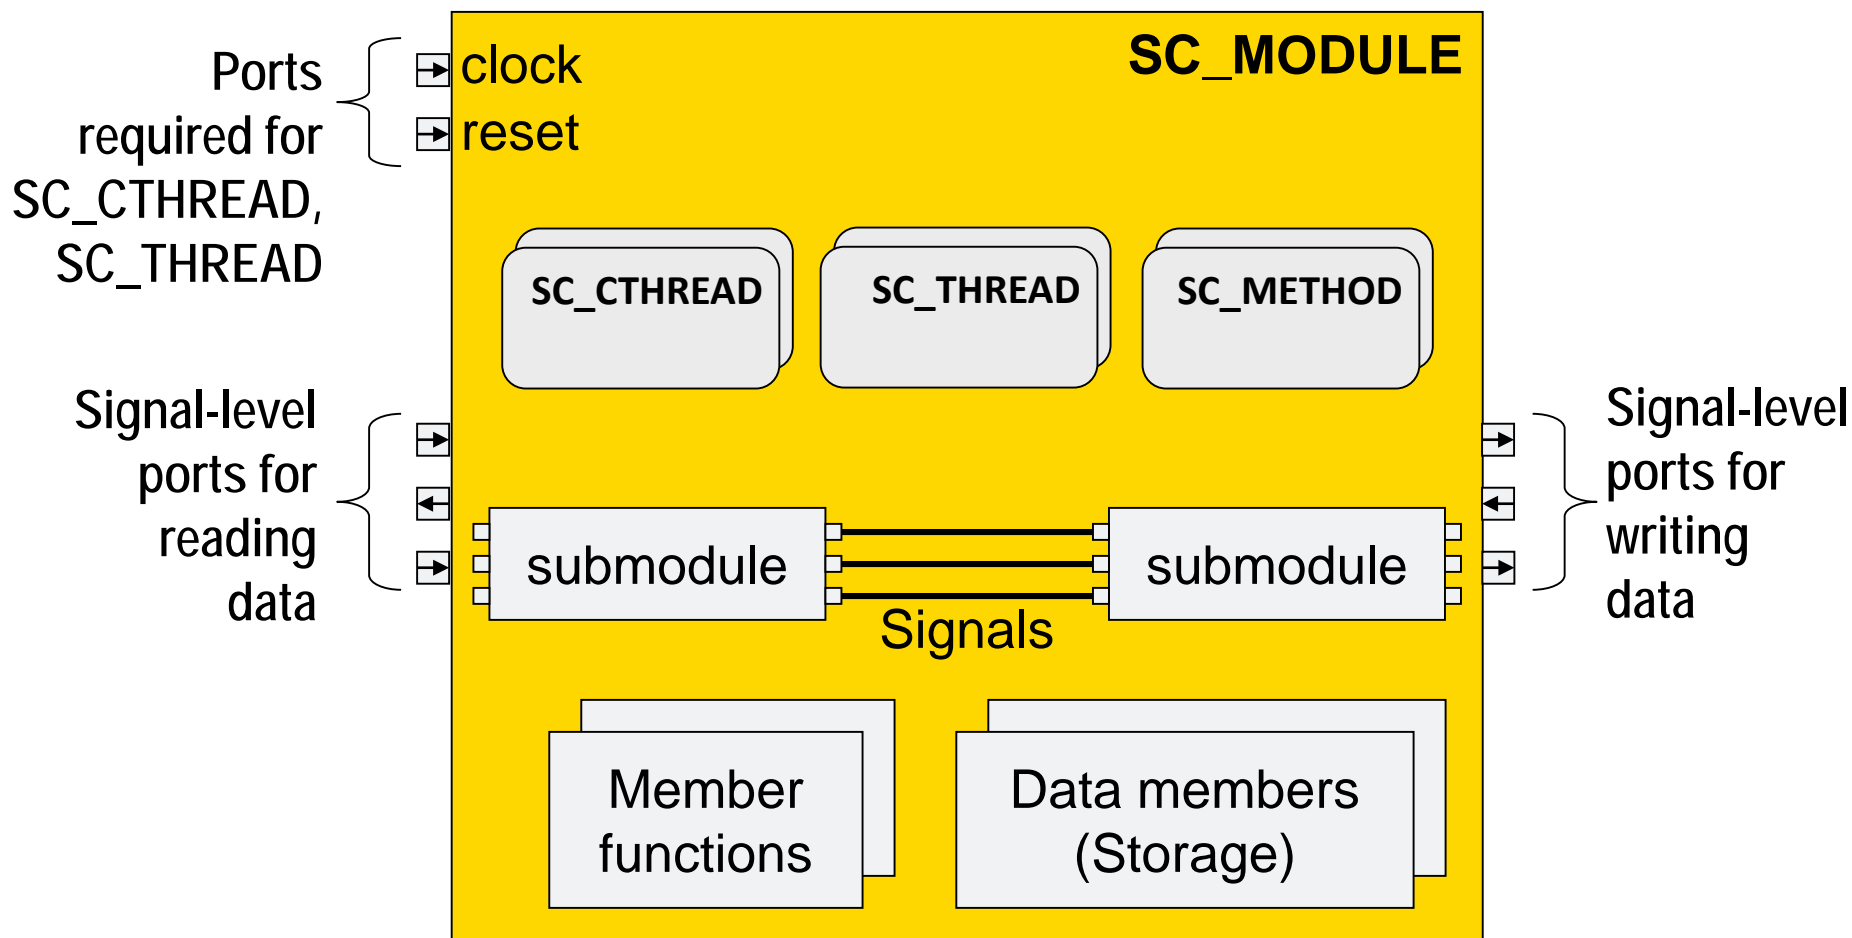 SC_MODULE
Ports
required for
SC_CTHREAD,
SC_THREAD
clock
reset
SC_CTHREAD
SC_THREAD
SC_METHOD
Signal-level
ports for
reading
data
submodule
submodule
Signals
Signal-level
ports for
writing
data
Member
functions
Data members
(Storage)